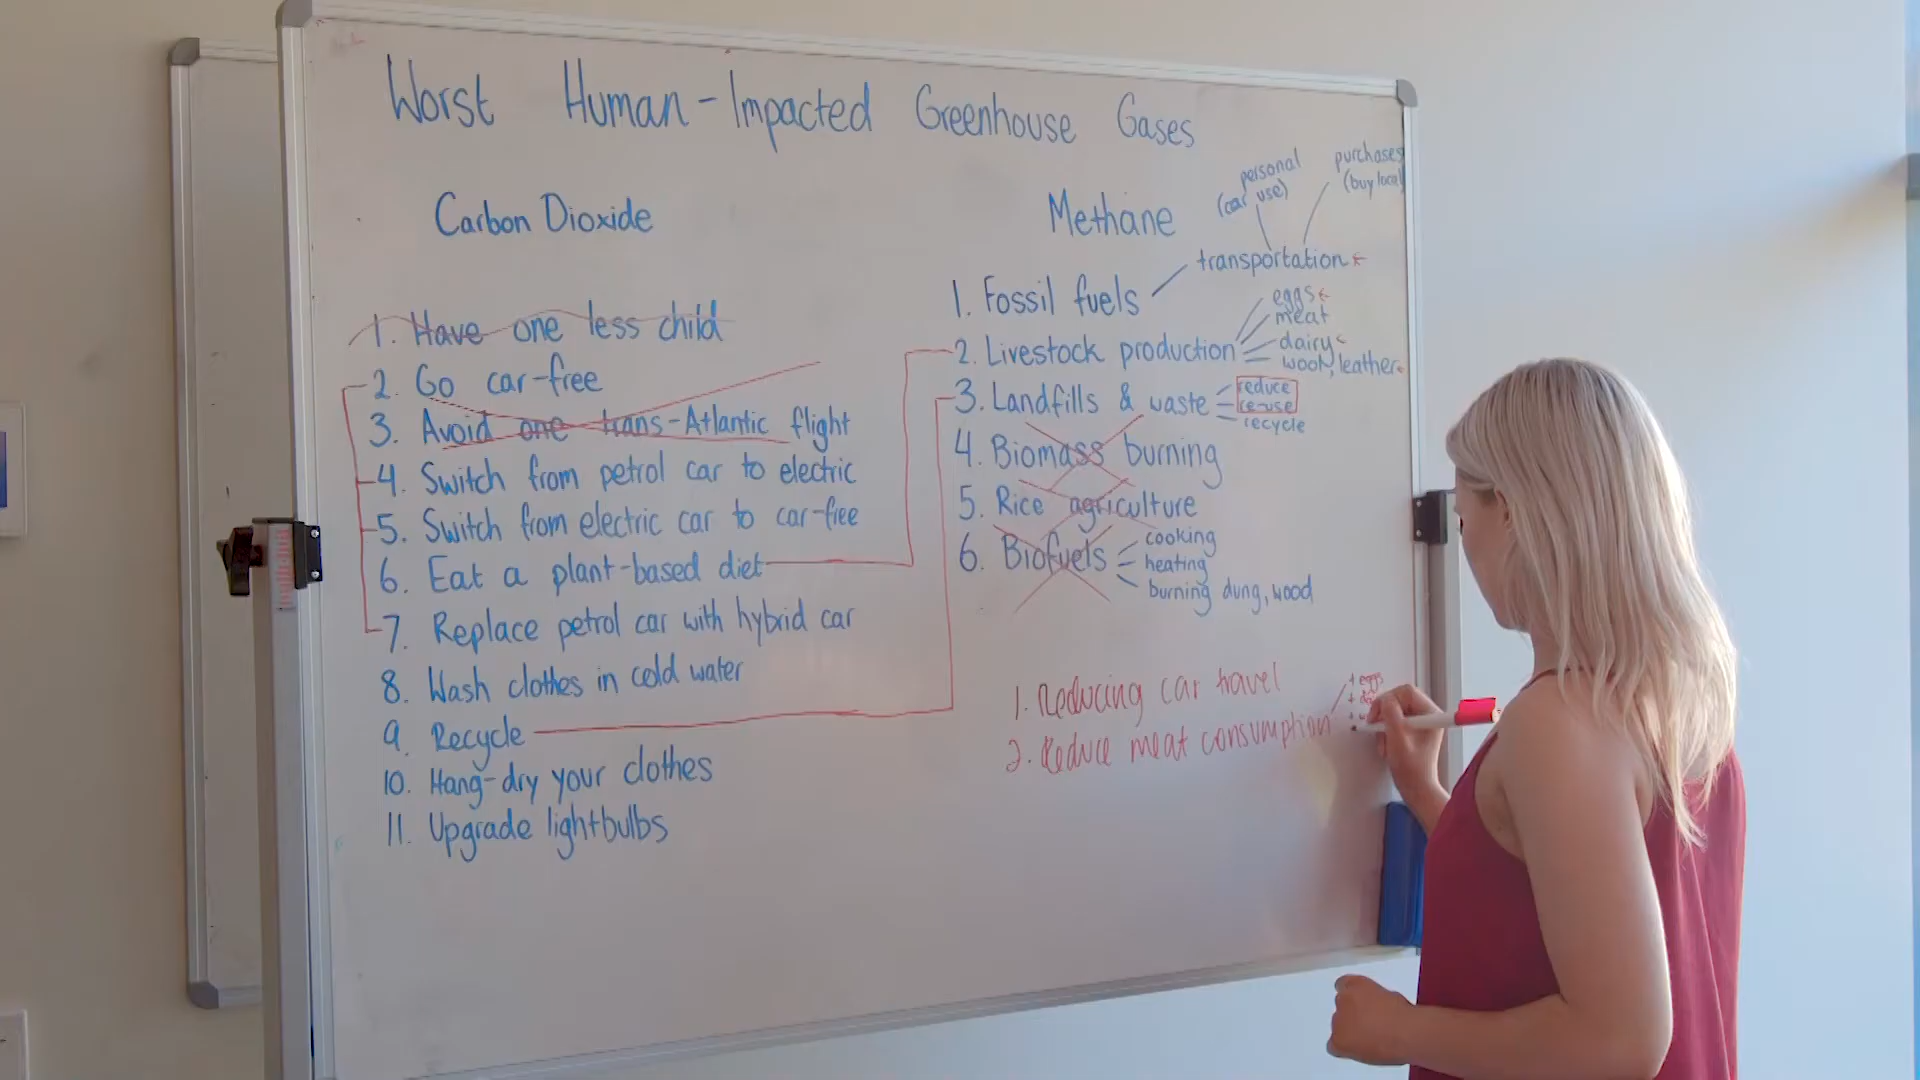 Worst Human-Impacted Greenhouse Gases
Carbon Dioxide
1. Have one less child
2. Go car-free
3. Avoid one trans-Atlantic flight
4. Switch from petrol car to electric
5. Switch from electric car to car-free
6. Eat a plant-based diet
7. Replace petrol car with hybrid car
8. Wash clothes in cold water
9. Recycle
10. Hang-dry your clothes
11. Upgrade lightbulbs
Methane
personal
(car use)
purchases
(buy local)
transportation
1. Fossil fuels
eggs
meat
dairy
wool, leather
2. Livestock production
3. Landfills & waste
reduce
re-use
recycle
4. Biomass burning
5. Rice agriculture
6. Biofuels
cooking
heating
burning dung, wood
1. Reducing car travel
2. Reduce meat consumption
+ eggs